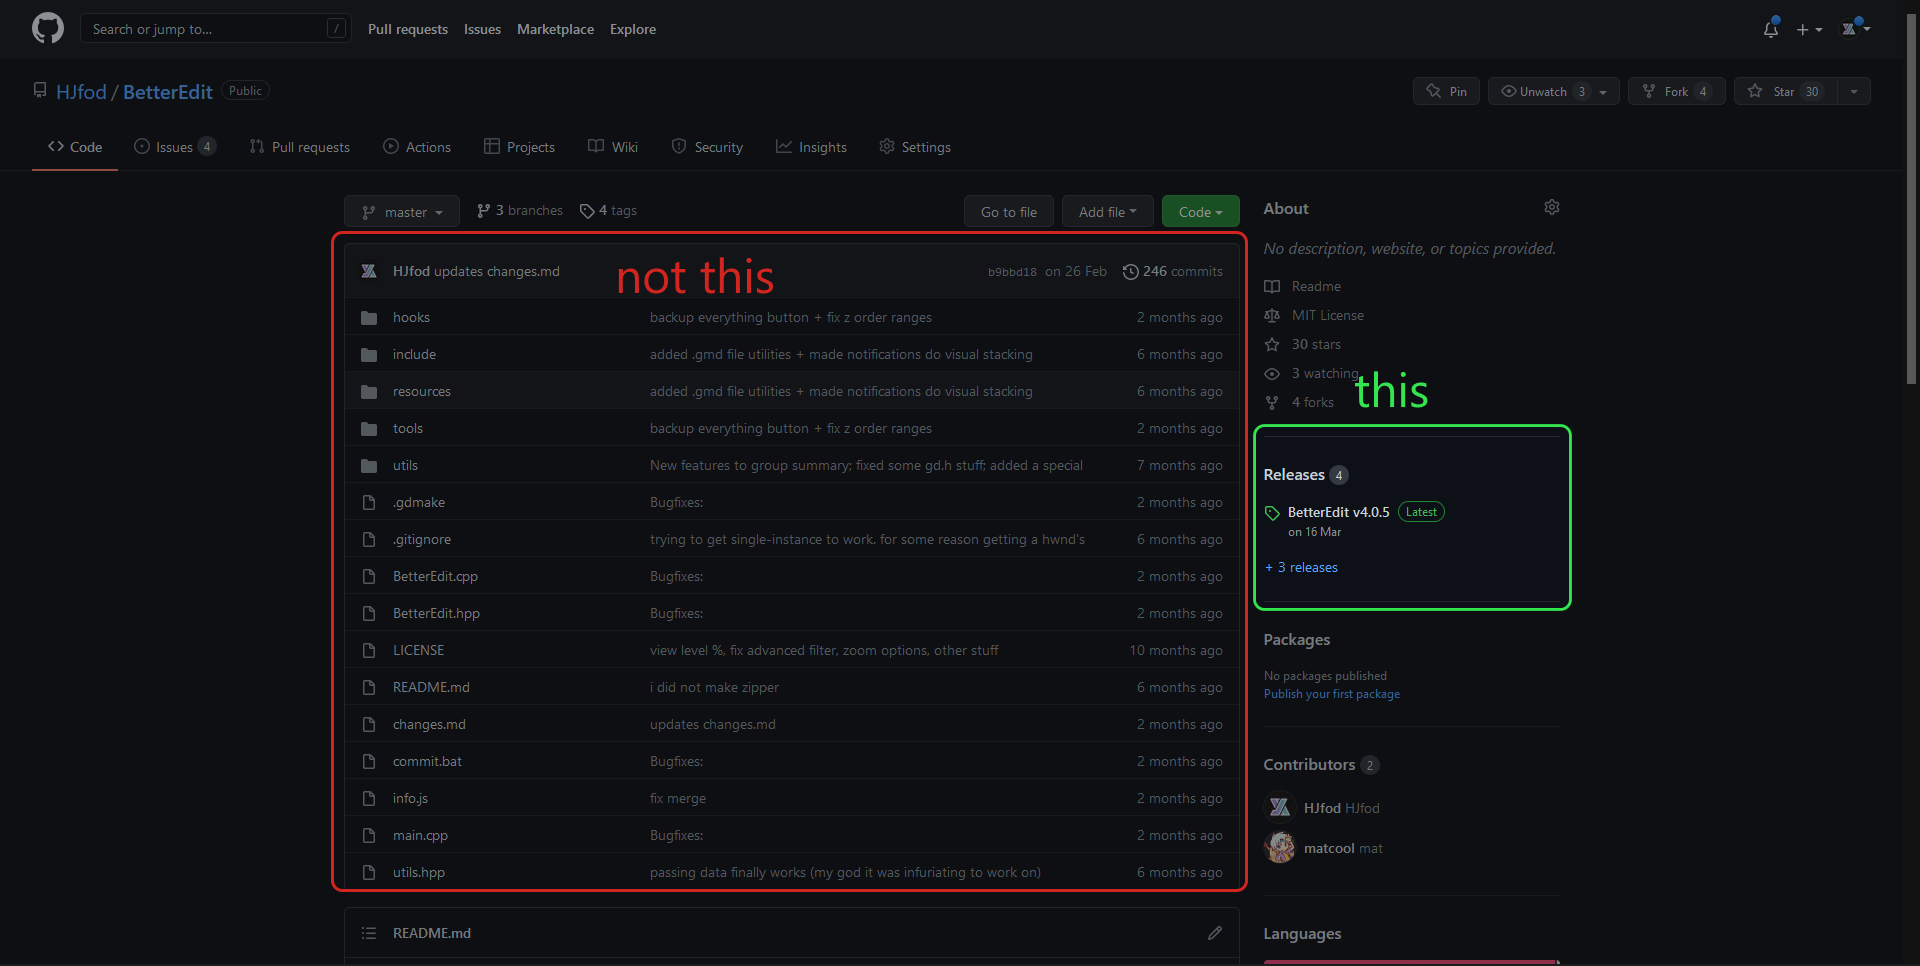 Search or jump to... /
Pull requests Issues Marketplace Explore
HJfod / BetterEdit Public
Pin Unwatch 3 Fork 4 Star 30
Code Issues 4 Pull requests Actions Projects Wiki Security Insights Settings
master 3 branches 4 tags Go to file Add file Code
HJfod updates changes.md b9bbd18 on 26 Feb 246 commits
not this
hooks backup everything button + fix z order ranges 2 months ago
include added .gmd file utilities + made notifications do visual stacking 6 months ago
resources added .gmd file utilities + made notifications do visual stacking 6 months ago
tools backup everything button + fix z order ranges 2 months ago
utils New features to group summary; fixed some gd.h stuff; added a special 7 months ago
.gdmake Bugfixes: 2 months ago
.gitignore trying to get single-instance to work. for some reason getting a hwnd's 6 months ago
BetterEdit.cpp Bugfixes: 2 months ago
BetterEdit.hpp Bugfixes: 2 months ago
LICENSE view level %, fix advanced filter, zoom options, other stuff 10 months ago
README.md i did not make zipper 6 months ago
changes.md updates changes.md 2 months ago
commit.bat Bugfixes: 2 months ago
info.js fix merge 2 months ago
main.cpp Bugfixes: 2 months ago
utils.hpp passing data finally works (my god it was infuriating to work on) 6 months ago
README.md
About
No description, website, or topics provided.
Readme
MIT License
30 stars
3 watching
4 forks
this
Releases 4
BetterEdit v4.0.5 Latest
on 16 Mar
+ 3 releases
Packages
No packages published
Publish your first package
Contributors 2
HJfod HJfod
matcool mat
Languages